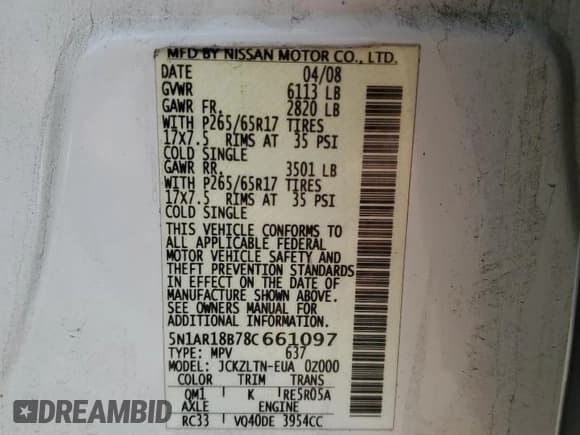 MFD BY NISSAN MOTOR CO., LTD.
DATE 04/08
GVWR 6113 LB
GAWR FR. 2820 LB
WITH P265/65R17 TIRES
17X7.5 RIMS AT 35 PSI
COLD SINGLE
GAWR RR. 3501 LB
WITH P265/65R17 TIRES
17X7.5 RIMS AT 35 PSI
COLD SINGLE
THIS VEHICLE CONFORMS TO
ALL APPLICABLE FEDERAL
MOTOR VEHICLE SAFETY AND
THEFT PREVENTION STANDARDS
IN EFFECT ON THE DATE OF
MANUFACTURE SHOWN ABOVE.
SEE OWNERS MANUAL FOR
ADDITIONAL INFORMATION.
5N1AR18B78C661097
TYPE: MPV 637
MODEL: JCKZLTN-EUA 0Z000
COLOR TRIM TRANS
QM1 K RE5R05A
AXLE ENGINE
RC33 VQ40DE 3954CC
DREAMBID